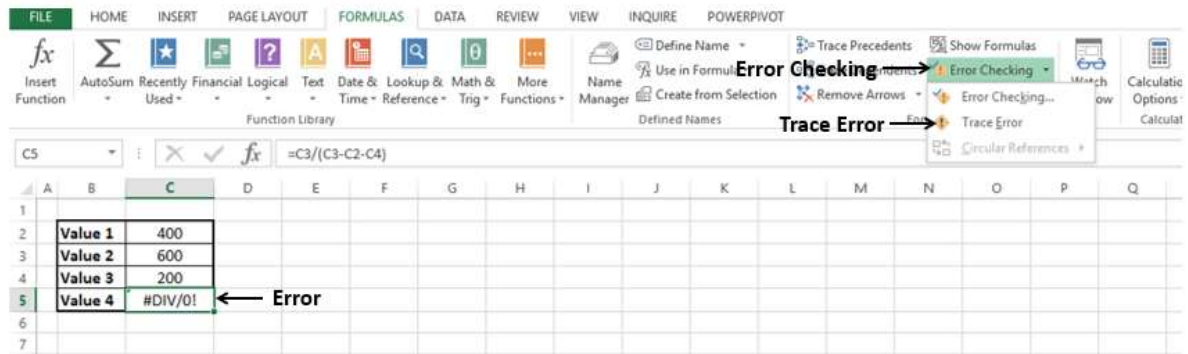 FILE HOME INSERT PAGE LAYOUT FORMULAS DATA REVIEW VIEW INQUIRE POWERPIVOT
fx Insert Function
Σ AutoSum
Recently Used
Financial
? Logical
A Text
Date & Time
Lookup & Reference
θ Math & Trig
More Functions
Function Library
Name Manager
Define Name
Use in Formula
Create from Selection
Defined Names
Trace Precedents
Remove Arrows
Show Formulas
Error Checking
Error Checking
Error Checking...
Trace Error
Trace Error
Circular References
Options
C5 fx =C3/(C3-C2-C4)
A B C D E F G H I J K L M N O P Q
1
2 Value 1 400
3 Value 2 600
4 Value 3 200
5 Value 4 #DIV/0! Error
6
7